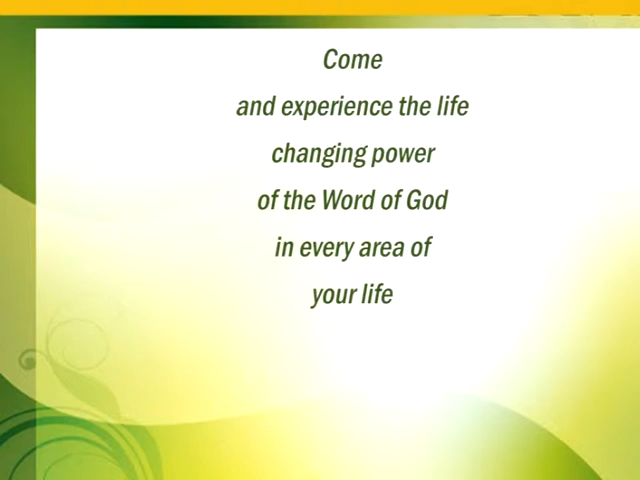 Come
and experience the life
changing power
of the Word of God
in every area of
your life